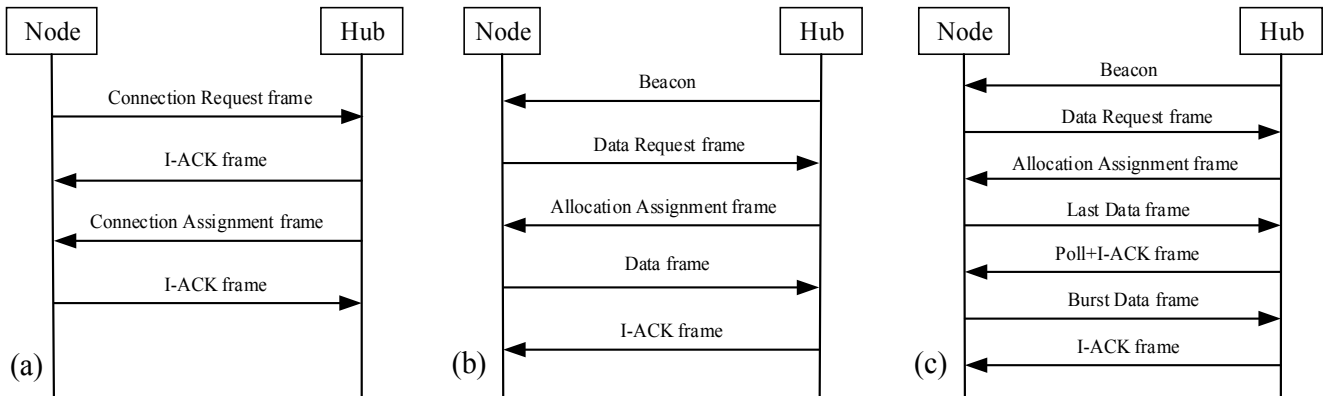 Node
Hub
Connection Request frame
I-ACK frame
Connection Assignment frame
I-ACK frame
(a)
Node
Hub
Beacon
Data Request frame
Allocation Assignment frame
Data frame
I-ACK frame
(b)
Node
Hub
Beacon
Data Request frame
Allocation Assignment frame
Last Data frame
Poll+I-ACK frame
Burst Data frame
I-ACK frame
(c)